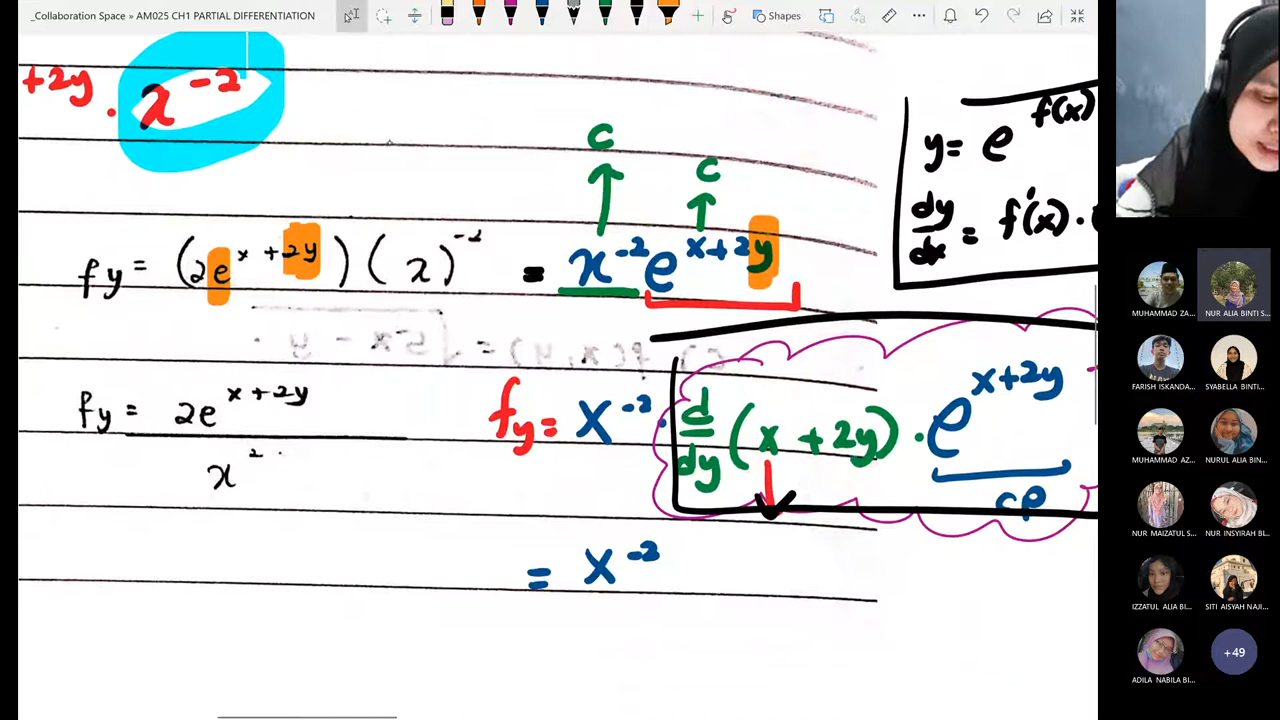 _Collaboration Space » AM025 CH1 PARTIAL DIFFERENTIATION
Shapes
+2y . x^-2
C
C
y = e^f(x)
dy/dx = f'(x) .
fy = (2e^x+2y)(x)^-2 = x^-2 e^x+2y
fy = 2e^x+2y / x^2
fy = x^-2 . d/dy (x + 2y) . e^x+2y
cp
= x^-2
MUHAMMAD ZA...
NUR ALIA BINTI S...
FARISH ISKANDA...
SYABELLA BINTI...
MUHAMMAD AZ...
NURUL ALIA BIN...
NUR MAIZATUL S...
NUR INSYIRAH BI...
IZZATUL ALIA BI...
SITI AISYAH NAJI...
ADILA NABILA BI...
+49